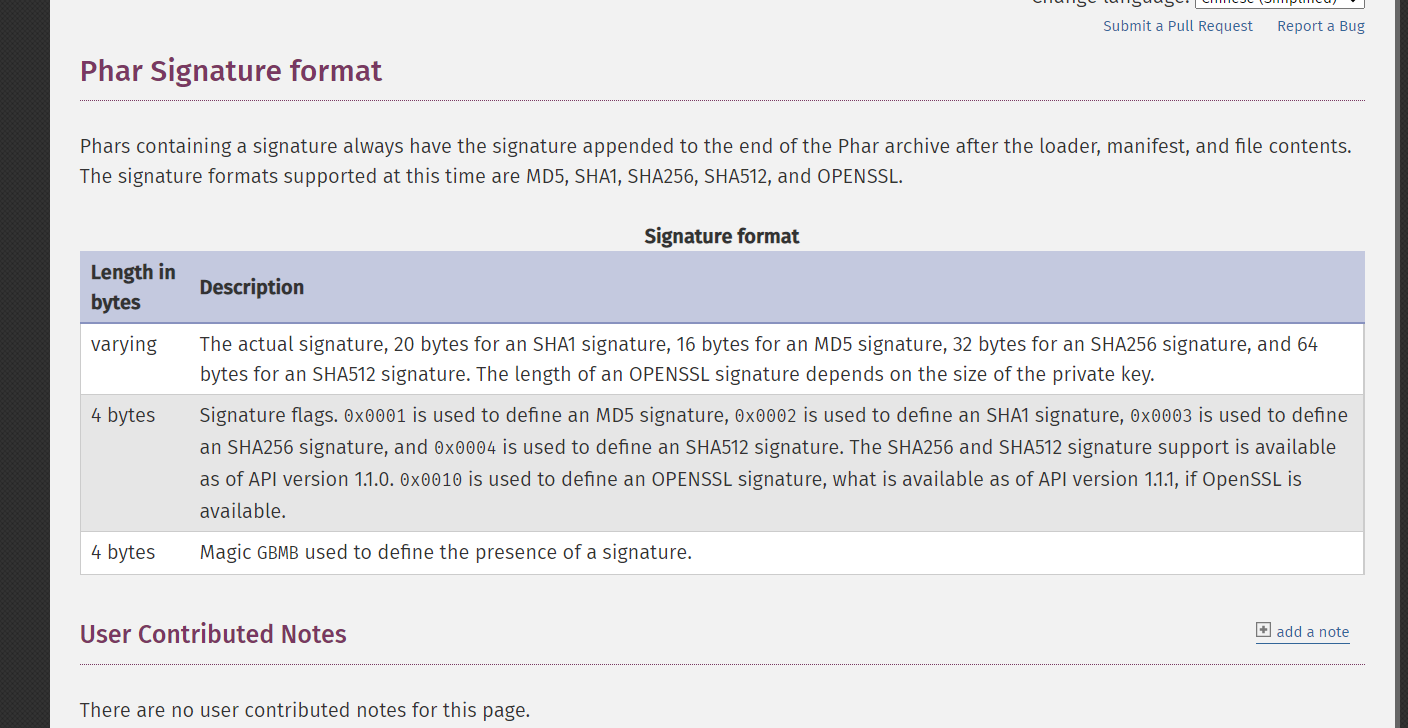 Change language: Chinese (Simplified)
Submit a Pull Request Report a Bug
Phar Signature format
Phars containing a signature always have the signature appended to the end of the Phar archive after the loader, manifest, and file contents.
The signature formats supported at this time are MD5, SHA1, SHA256, SHA512, and OPENSSL.
Signature format
Length in
bytes
Description
varying
The actual signature, 20 bytes for an SHA1 signature, 16 bytes for an MD5 signature, 32 bytes for an SHA256 signature, and 64
bytes for an SHA512 signature. The length of an OPENSSL signature depends on the size of the private key.
4 bytes
Signature flags. 0x0001 is used to define an MD5 signature, 0x0002 is used to define an SHA1 signature, 0x0003 is used to define
an SHA256 signature, and 0x0004 is used to define an SHA512 signature. The SHA256 and SHA512 signature support is available
as of API version 1.1.0. 0x0010 is used to define an OPENSSL signature, what is available as of API version 1.1.1, if OpenSSL is
available.
4 bytes
Magic GBMB used to define the presence of a signature.
User Contributed Notes
add a note
There are no user contributed notes for this page.